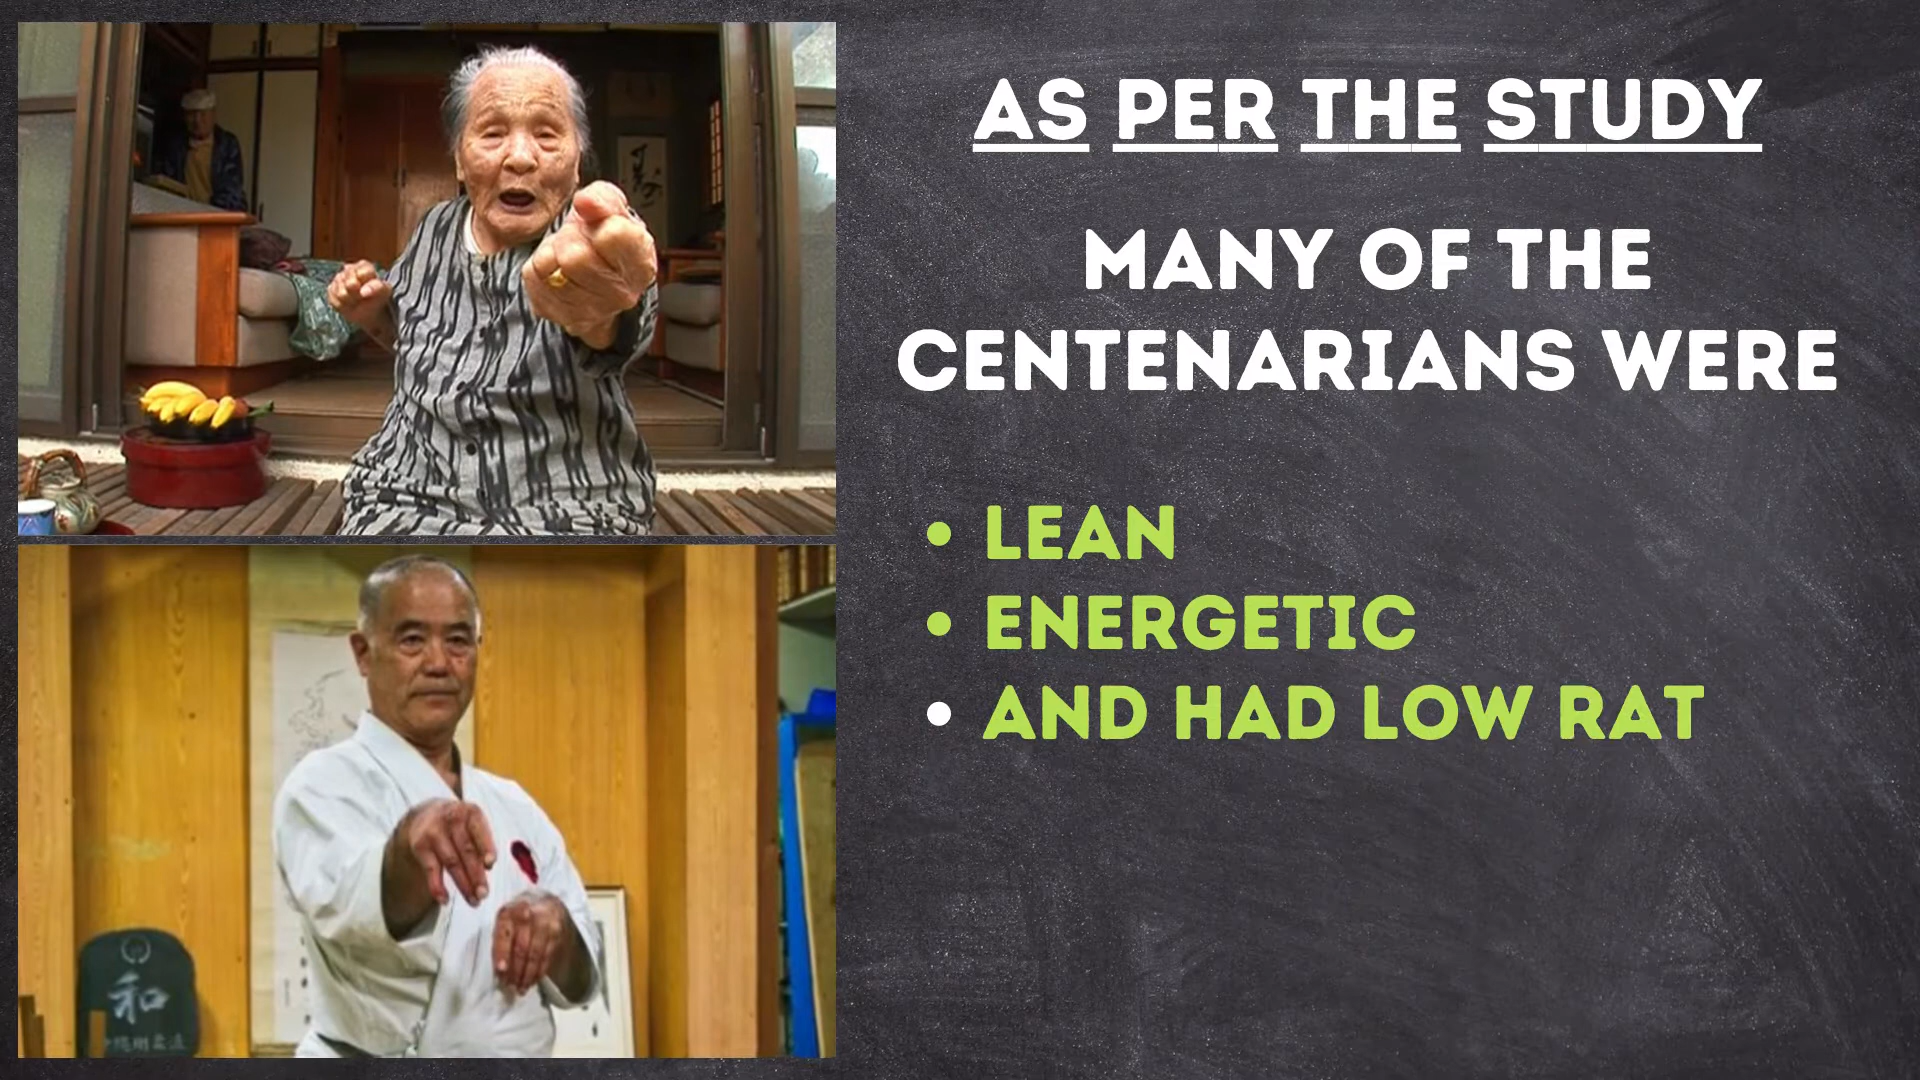 AS PER THE STUDY
MANY OF THE
CENTENARIANS WERE
• LEAN
• ENERGETIC
• AND HAD LOW RAT
和